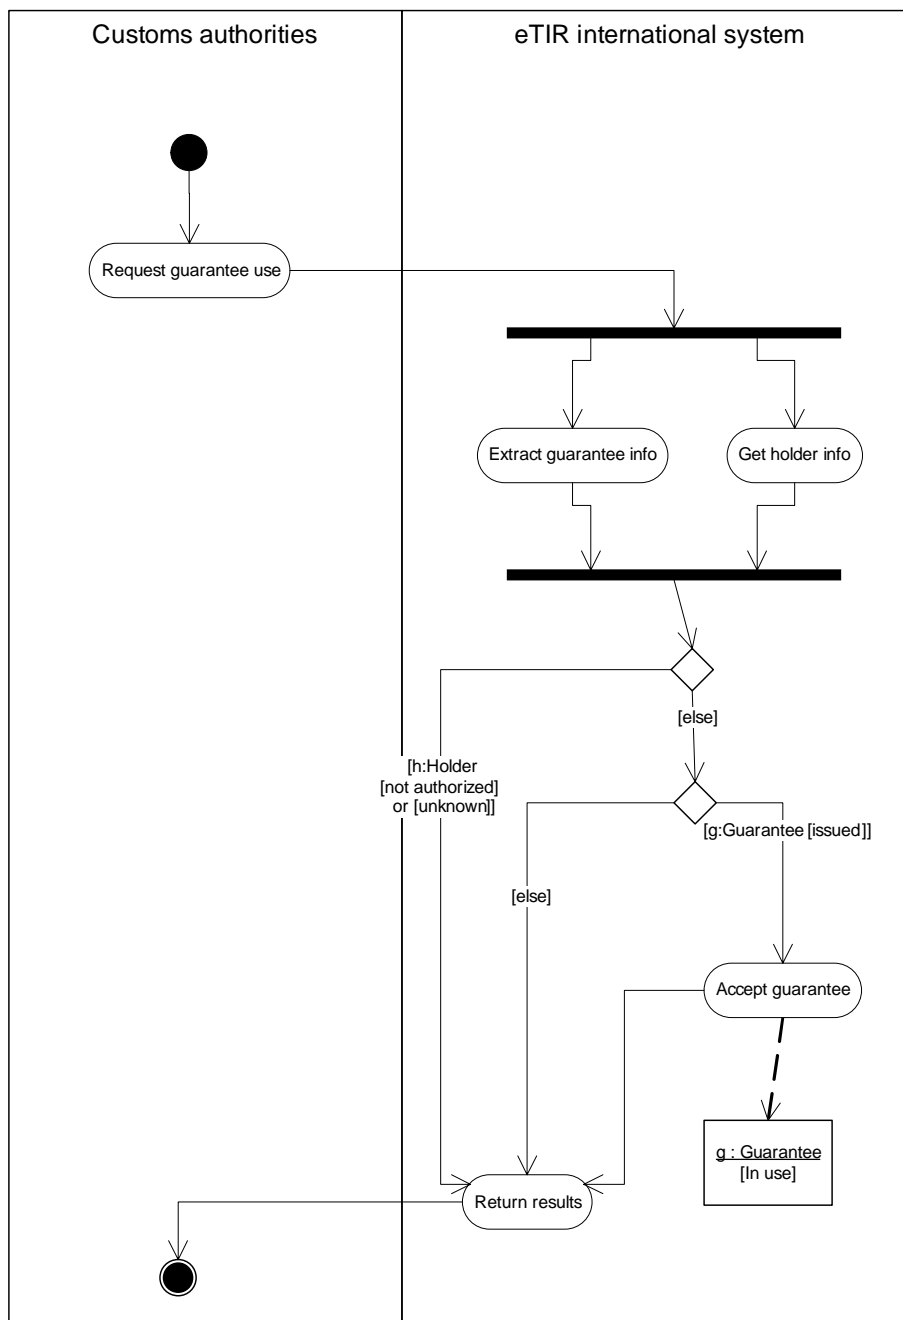 Customs authorities
eTIR international system
Request guarantee use
Extract guarantee info
Get holder info
[else]
[h:Holder
[not authorized]
or [unknown]]
[g:Guarantee [issued]]
[else]
Accept guarantee
g : Guarantee
[In use]
Return results